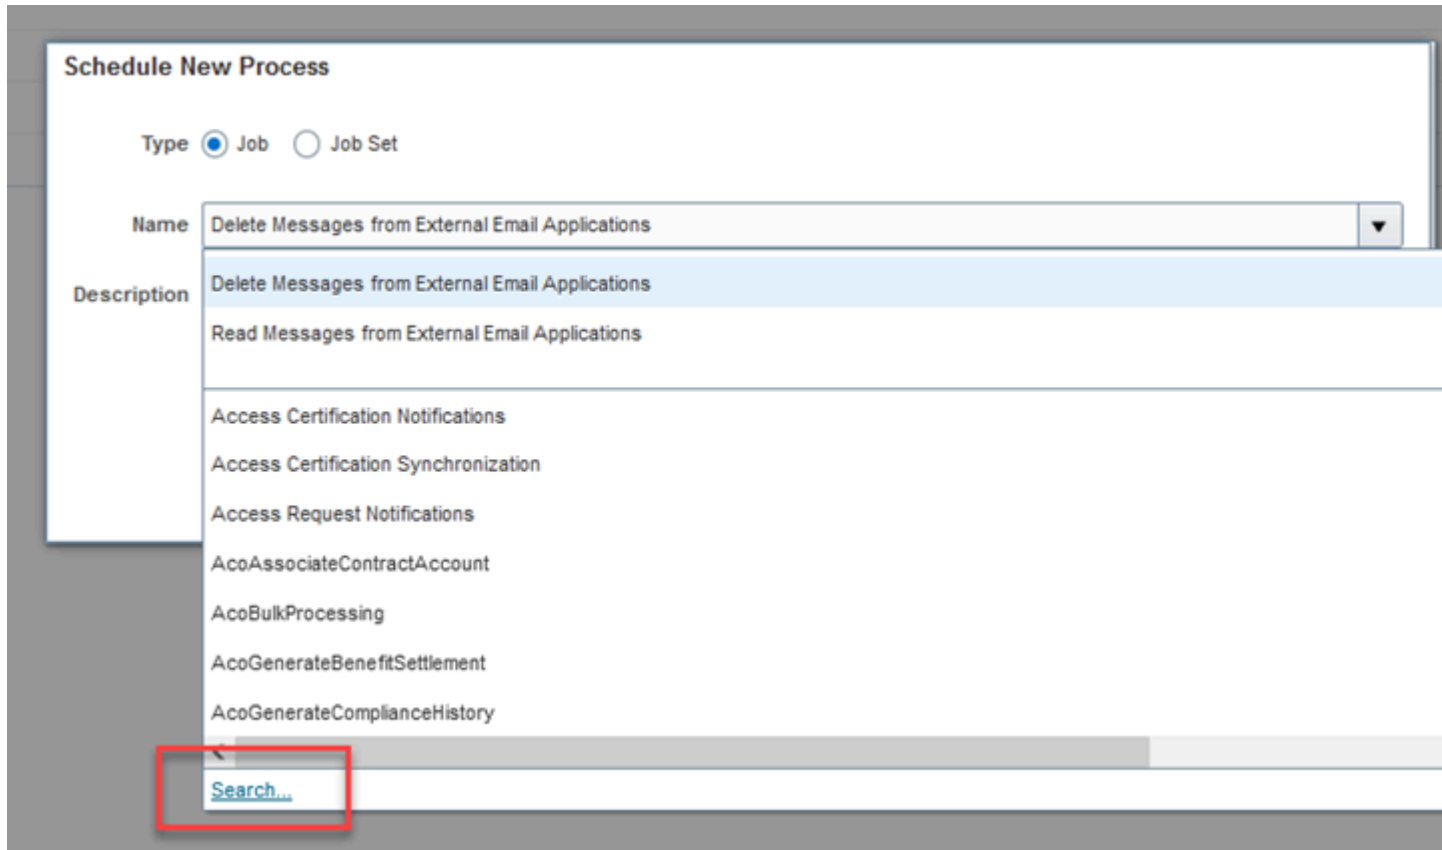 Schedule New Process
Type Job Job Set
Name Delete Messages from External Email Applications
Delete Messages from External Email Applications
Description
Read Messages from External Email Applications
Access Certification Notifications
Access Certification Synchronization
Access Request Notifications
AcoAssociateContractAccount
AcoBulkProcessing
AcoGenerateBenefitSettlement
AcoGenerateComplianceHistory
Search...